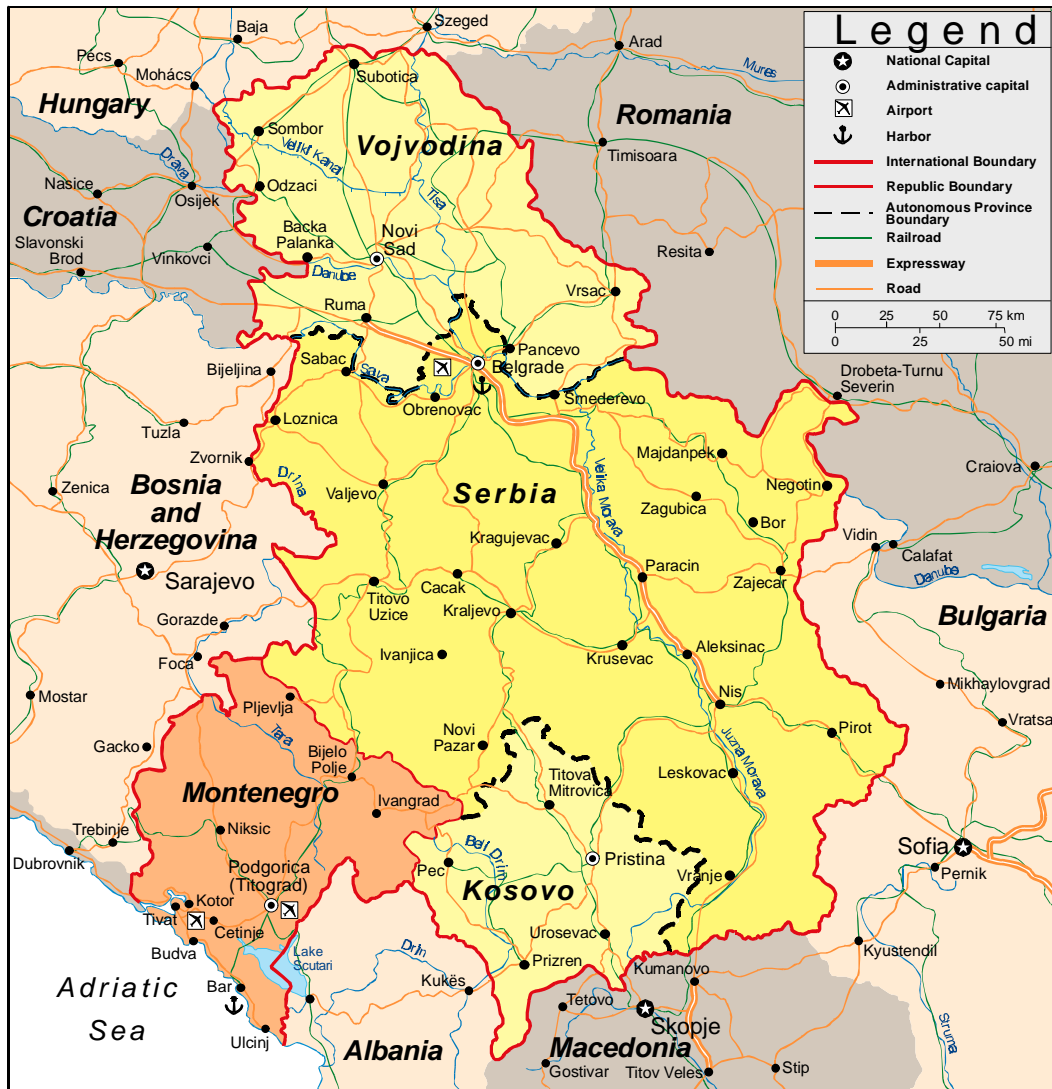 Legend
National Capital
Administrative capital
Airport
Harbor
International Boundary
Republic Boundary
Autonomous Province
Boundary
Railroad
Expressway
Road
0 25 50 75 km
0 25 50 mi
Szeged
Baja
Pecs
Mohács
Arad
Mures
Subotica
Hungary
Romania
Sombor
Vojvodina
Veliki Kanal
Timisoara
Drava
Tisa
Nasice
Osijek
Odzaci
Croatia
Backa
Palanka
Novi
Sad
Slavonski
Brod
Vinkovci
Danube
Resita
Ruma
Vrsac
Sabac
Sava
Pancevo
Belgrade
Bijeljina
Obrenovac
Smederevo
Drobeta-Turnu
Severin
Loznica
Tuzla
Zvornik
Majdanpek
Craiova
Zenica
Bosnia
and
Herzegovina
Drina
Valjevo
Serbia
Velika Morava
Zagubica
Negotin
Bor
Kragujevac
Vidin
Calafat
Sarajevo
Titovo
Uzice
Cacak
Paracin
Zajecar
Danube
Kraljevo
Bulgaria
Gorazde
Foca
Ivanjica
Krusevac
Aleksinac
Mostar
Pljevlja
Nis
Mikhaylovgrad
Vratsa
Gacko
Tara
Bijelo
Polje
Novi
Pazar
Pirot
Juzna Morava
Titova
Mitrovica
Leskovac
Montenegro
Ivangrad
Trebinje
Niksic
Dubrovnik
Beli Drim
Pec
Pristina
Sofia
Pernik
Podgorica
(Titograd)
Kosovo
Vranje
Kotor
Tivat
Cetinje
Budva
Urosevac
Kyustendil
Lake
Scutari
Drin
Prizren
Kumanovo
Adriatic
Sea
Bar
Kukës
Tetovo
Skopje
Struma
Ulcinj
Albania
Macedonia
Gostivar
Titov Veles
Stip